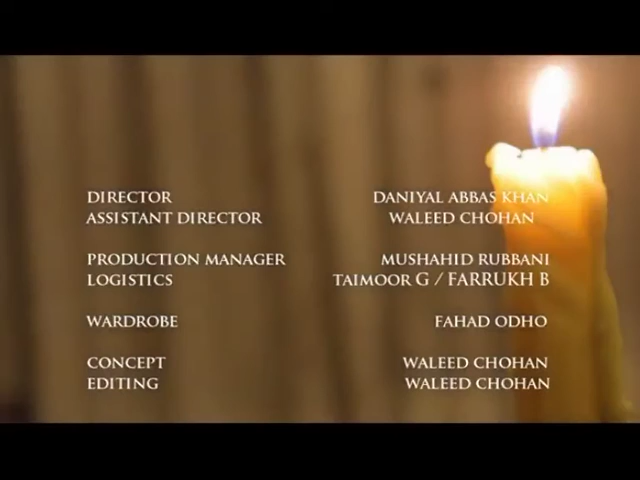 DIRECTOR DANIYAL ABBAS KHAN
ASSISTANT DIRECTOR WALEED CHOHAN
PRODUCTION MANAGER MUSHAHID RUBBANI
LOGISTICS TAIMOOR G / FARRUKH B
WARDROBE FAHAD ODHO
CONCEPT WALEED CHOHAN
EDITING WALEED CHOHAN